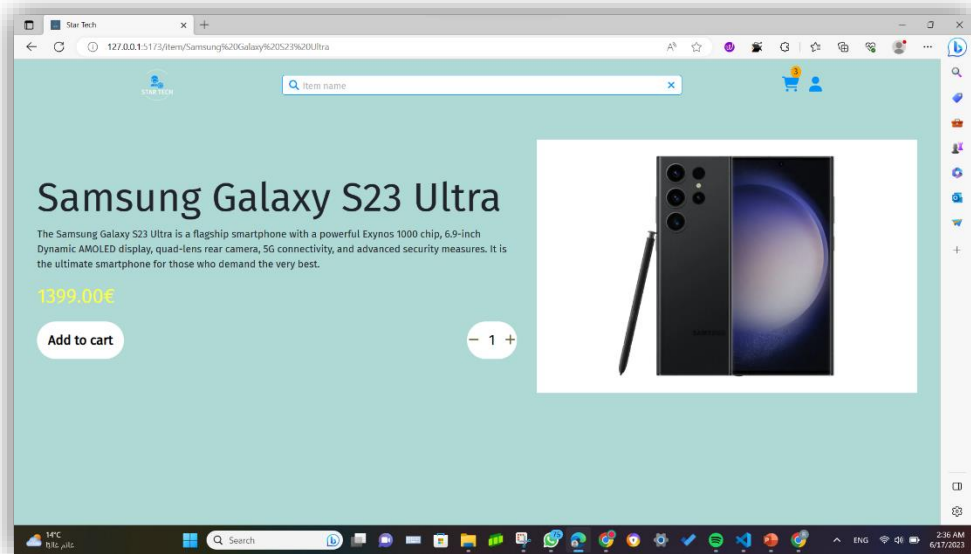 Star Tech
127.0.0.1:5173/item/Samsung%20Galaxy%20S23%20Ultra
3
STAR TECH
Item name
Samsung Galaxy S23 Ultra
The Samsung Galaxy S23 Ultra is a flagship smartphone with a powerful Exynos 1000 chip, 6.9-inch
Dynamic AMOLED display, quad-lens rear camera, 5G connectivity, and advanced security measures. It is
the ultimate smartphone for those who demand the very best.
1399.00€
Add to cart
− 1 +
SAMSUNG
14°C
غائم غالبًا
Search
ENG
2:36 AM
6/17/2023